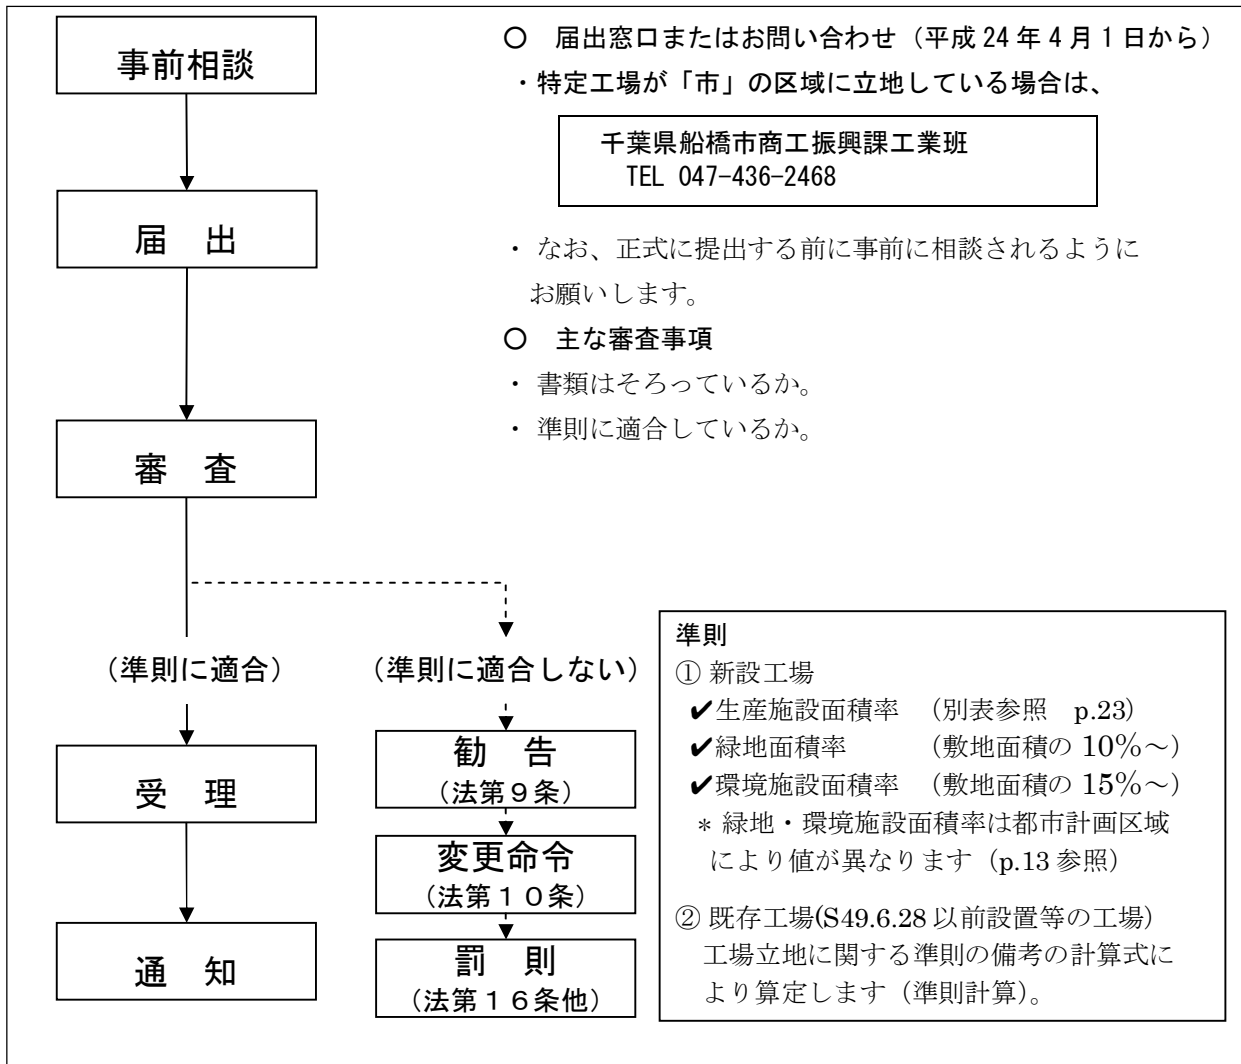 事前相談
届　出
審　査
(準則に適合)
受　理
通　知
(準則に適合しない)
勧　告
(法第９条)
変更命令
(法第１０条)
罰　則
(法第１６条他)
○　届出窓口またはお問い合わせ（平成 24 年 4 月 1 日から）
・特定工場が「市」の区域に立地している場合は、
千葉県船橋市商工振興課工業班
TEL 047-436-2468
・ なお、正式に提出する前に事前に相談されるように
お願いします。
○　主な審査事項
・ 書類はそろっているか。
・ 準則に適合しているか。
準則
① 新設工場
✔生産施設面積率　（別表参照　p.23）
✔緑地面積率　　　（敷地面積の 10％～）
✔環境施設面積率　（敷地面積の 15％～）
＊ 緑地・環境施設面積率は都市計画区域
により値が異なります（p.13 参照）
② 既存工場(S49.6.28 以前設置等の工場）
工場立地に関する準則の備考の計算式に
より算定します（準則計算）。